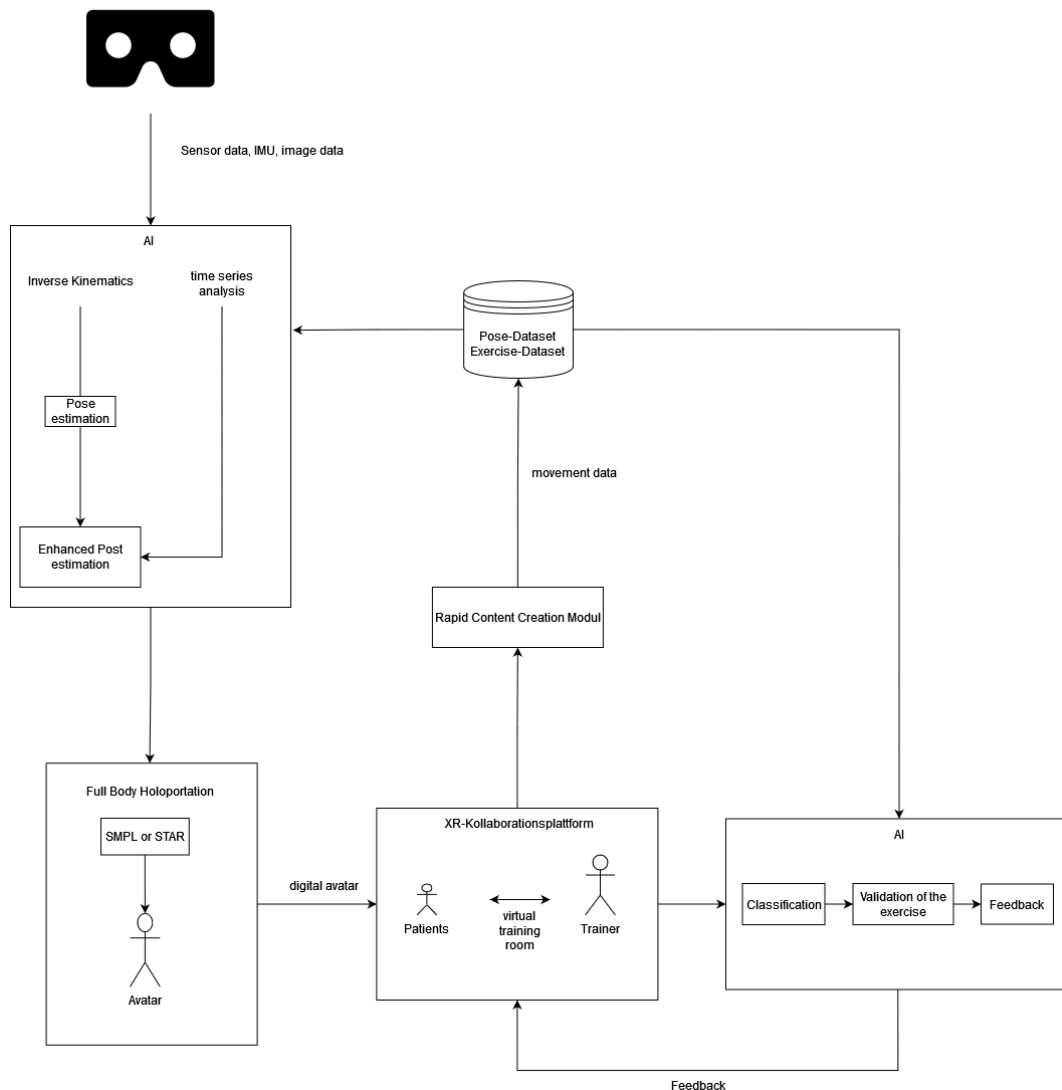 Sensor data, IMU, image data
AI
Inverse Kinematics
time series
analysis
Pose
estimation
Enhanced Post
estimation
Pose-Dataset
Exercise-Dataset
movement data
Rapid Content Creation Modul
Full Body Holoportation
SMPL or STAR
Avatar
digital avatar
XR-Kollaborationsplattform
Patients
virtual
training
room
Trainer
AI
Classification
Validation of the
exercise
Feedback
Feedback